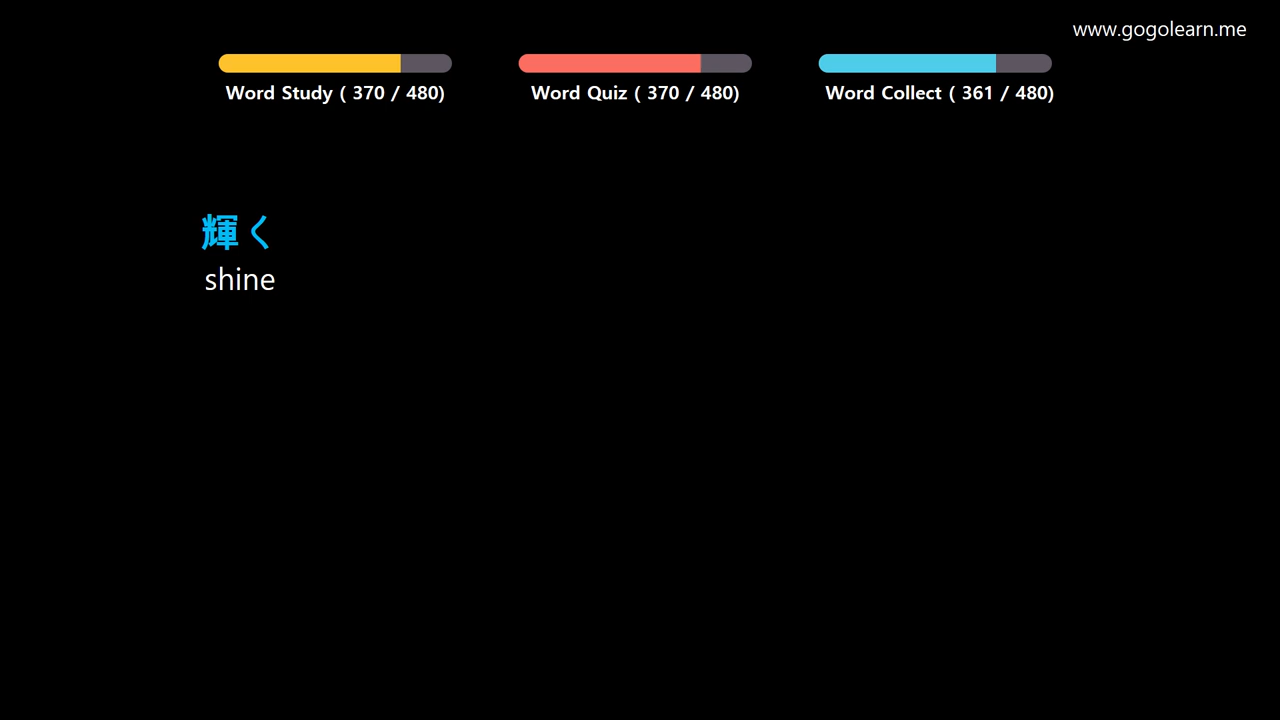 www.gogolearn.me
Word Study ( 370 / 480)
Word Quiz ( 370 / 480)
Word Collect ( 361 / 480)
輝く
shine